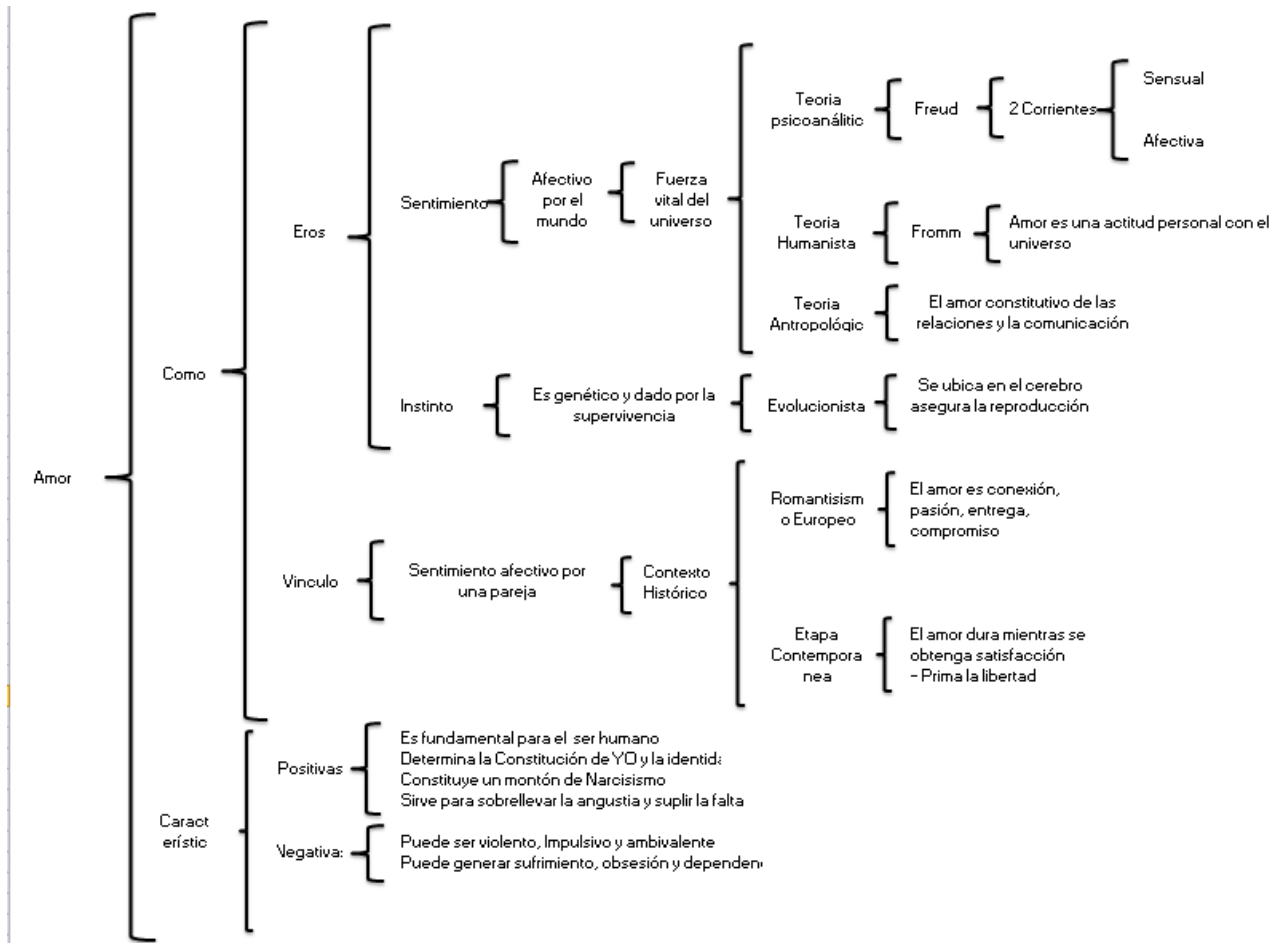 Amor
Como
Eros
Sentimiento
Afectivo
por el
mundo
Fuerza
vital del
universo
Teoria
psicoanálitic
Freud
2 Corrientes
Sensual
Afectiva
Teoria
Humanista
Fromm
Amor es una actitud personal con el
universo
Teoria
Antropológic
El amor constitutivo de las
relaciones y la comunicación
Instinto
Es genético y dado por la
supervivencia
Evolucionista
Se ubica en el cerebro
asegura la reproducción
Vinculo
Sentimiento afectivo por
una pareja
Contexto
Histórico
Romantisism
o Europeo
El amor es conexión,
pasión, entrega,
compromiso
Etapa
Contempora
nea
El amor dura mientras se
obtenga satisfacción
- Prima la libertad
Caract
erístic
Positivas
Es fundamental para el ser humano
Determina la Constitución de YO y la identida
Constituye un montón de Narcisismo
Sirve para sobrellevar la angustia y suplir la falta
Negativa:
Puede ser violento, Impulsivo y ambivalente
Puede generar sufrimiento, obsesión y dependen